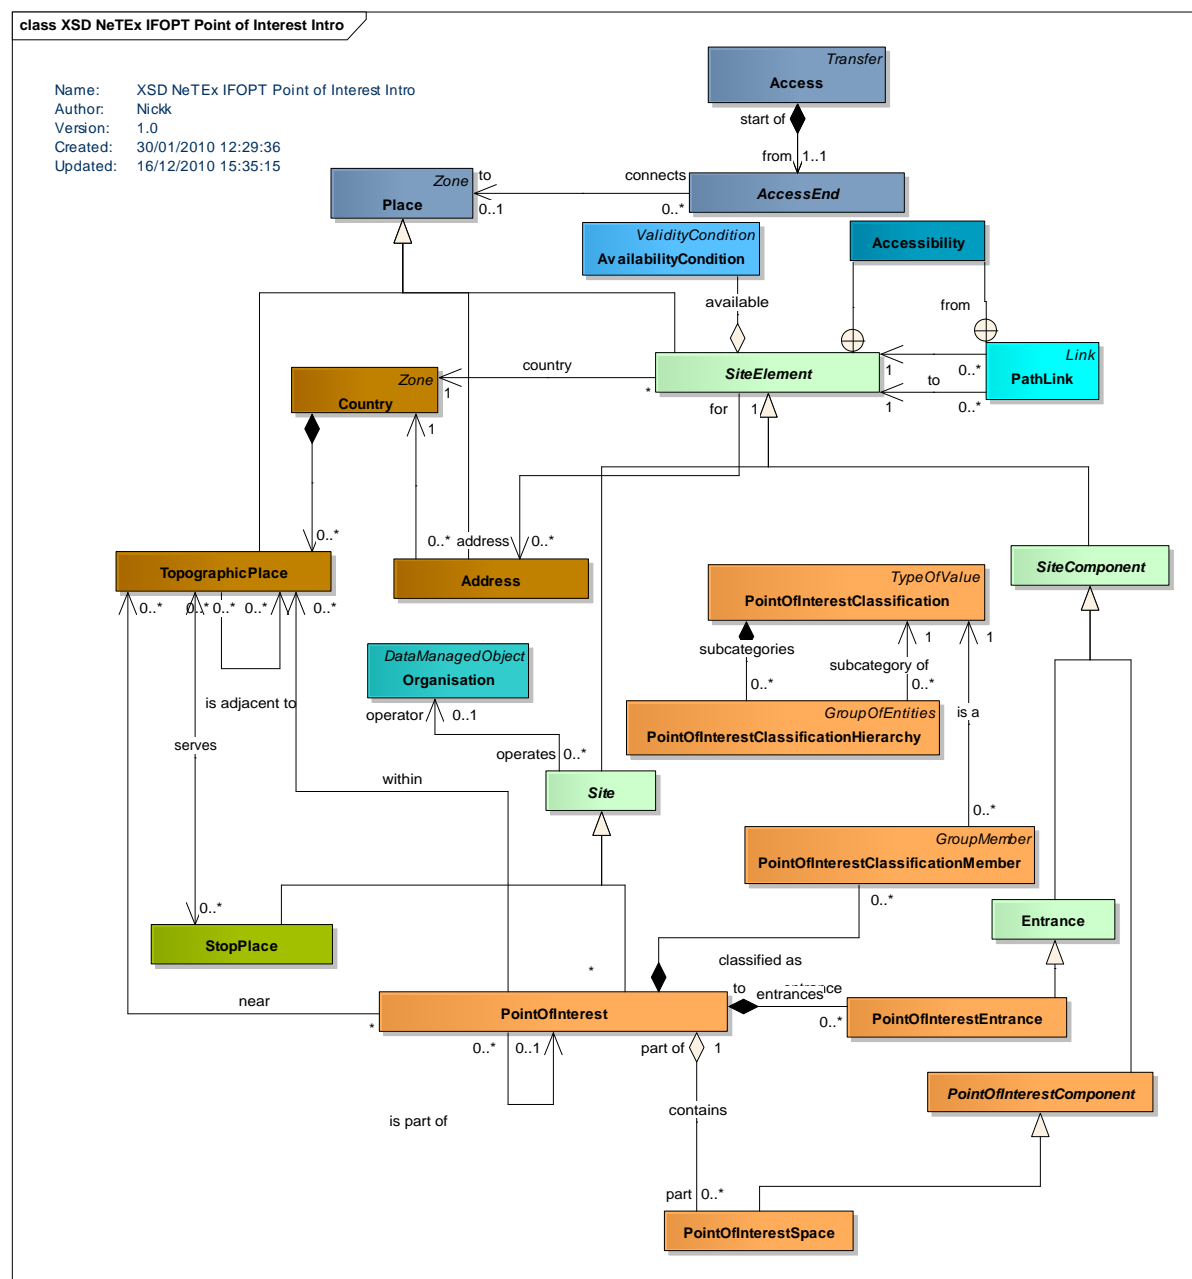 class XSD NeTEx IFOPT Point of Interest Intro
Name: XSD NeTEx IFOPT Point of Interest Intro
Author: Nickk
Version: 1.0
Created: 30/01/2010 12:29:36
Updated: 16/12/2010 15:35:15
Transfer
Access
start of
from 1..1
Zone
Place
to
0..1
connects
0..*
AccessEnd
ValidityCondition
AvailabilityCondition
available
Accessibility
from
SiteElement
1
0..*
Link
PathLink
to
1
0..*
country
*
1
Zone
Country
1
for
1
0..*
0..* address 0..*
TopographicPlace
Address
SiteComponent
TypeOfValue
PointOfInterestClassification
0..* 0..* 0..* 0..* 0..*
1
1
subcategories
subcategory of
0..*
0..*
DataManagedObject
Organisation
is adjacent to
operator 0..1
GroupOfEntities
PointOfInterestClassificationHierarchy
is a
serves
operates 0..*
within
Site
0..*
GroupMember
PointOfInterestClassificationMember
0..*
0..*
StopPlace
Entrance
*
classified as
to entrance
entrances
near
*
PointOfInterest
0..*
PointOfInterestEntrance
0..* 0..1
part of 1
PointOfInterestComponent
is part of
contains
part 0..*
PointOfInterestSpace